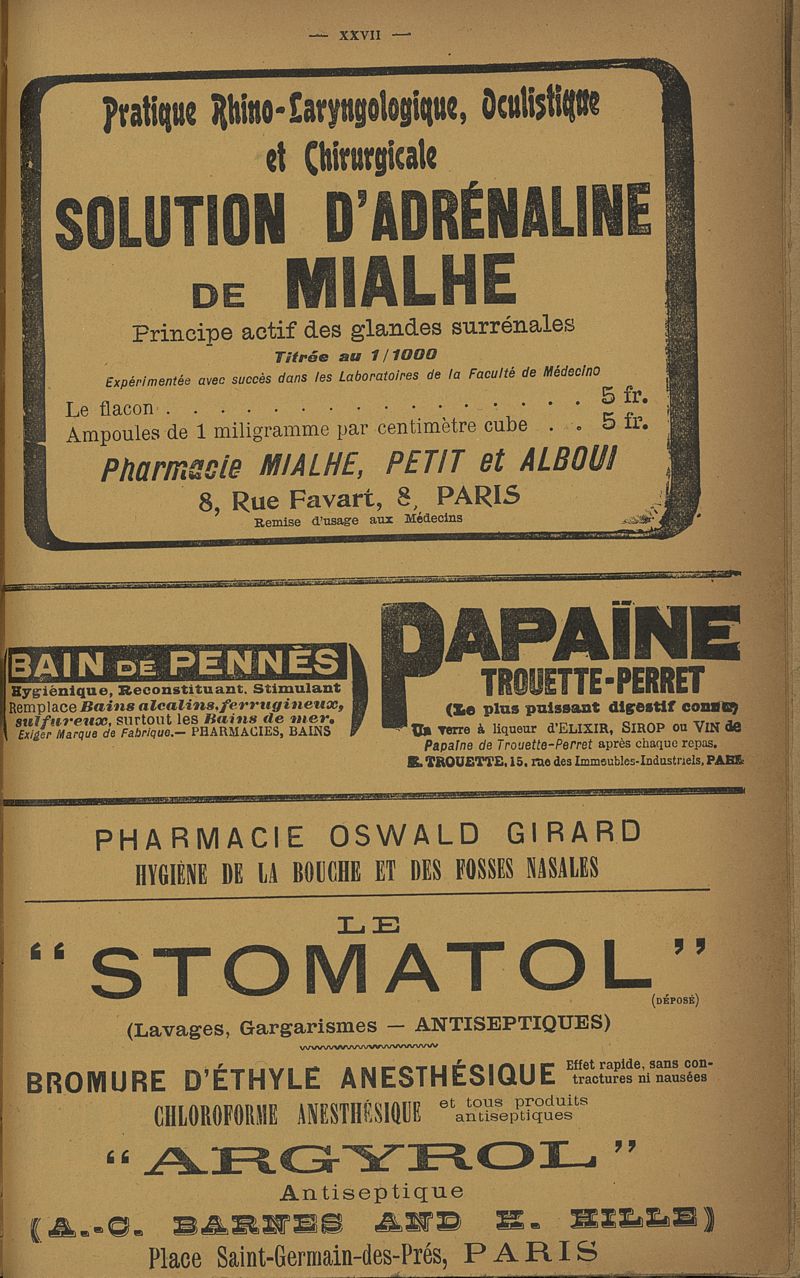 — XXVII —
Pratique Rhino-Laryngologique, Oculistique
et Chirurgicale
SOLUTION D'ADRÉNALINE
DE MIALHE
Principe actif des glandes surrénales
Titrée au 1/1000
Expérimentée avec succès dans les Laboratoires de la Faculté de Médecine
Le flacon . . . . . . . . . . . . . . . . 5 fr.
Ampoules de 1 miligramme par centimètre cube . . 5 fr.
Pharmacie MIALHE, PETIT et ALBOUI
8, Rue Favart, 8, PARIS
Remise d'usage aux Médecins
BAIN DE PENNÈS
Hygiénique, Reconstituant. Stimulant
Remplace Bains alcalins, ferrugineux,
sulfureux, surtout les Bains de mer.
Exiger Marque de Fabrique.— PHARMACIES, BAINS
PAPAÏNE
TROUETTE-PERRET
(Le plus puissant digestif connu)
Un verre à liqueur d'ELIXIR, SIROP ou VIN de
Papaïne de Trouette-Perret après chaque repas.
E. TROUETTE, 15, rue des Immeubles-Industriels, PARIS
PHARMACIE OSWALD GIRARD
HYGIÈNE DE LA BOUCHE ET DES FOSSES NASALES
LE
“ STOMATOL ”
(DÉPOSÉ)
(Lavages, Gargarismes — ANTISEPTIQUES)
BROMURE D'ÉTHYLE ANESTHÉSIQUE Effet rapide, sans con-
tractures ni nausées
CHLOROFORME ANESTHÉSIQUE et tous produits
antiseptiques
“ ARGYROL ”
Antiseptique
(A.-C. BARNES AND H. HILLE)
Place Saint-Germain-des-Prés, PARIS